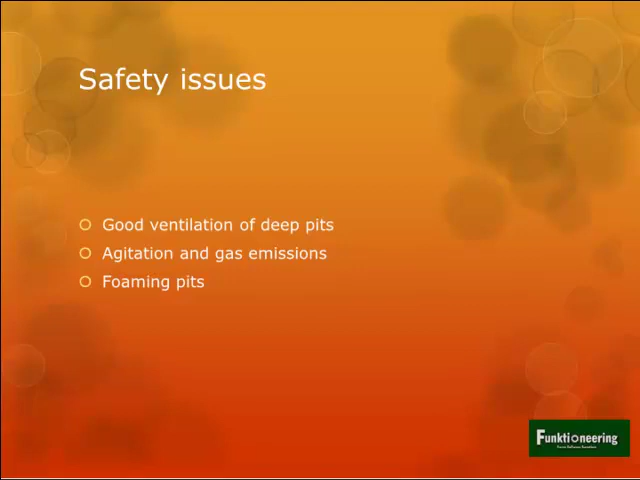 Safety issues
Good ventilation of deep pits
Agitation and gas emissions
Foaming pits
Funktioneering